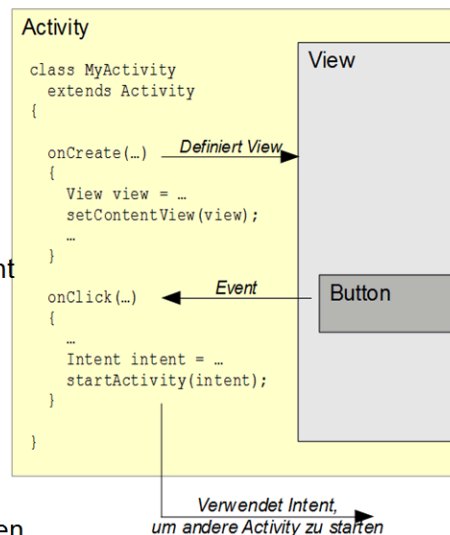 Activity
class MyActivity
extends Activity
{
onCreate(…)
{
View view = …
setContentView(view);
…
}
onClick(…)
{
…
Intent intent = …
startActivity(intent);
}
}
Definiert View
Event
View
Button
Verwendet Intent,
um andere Activity zu starten